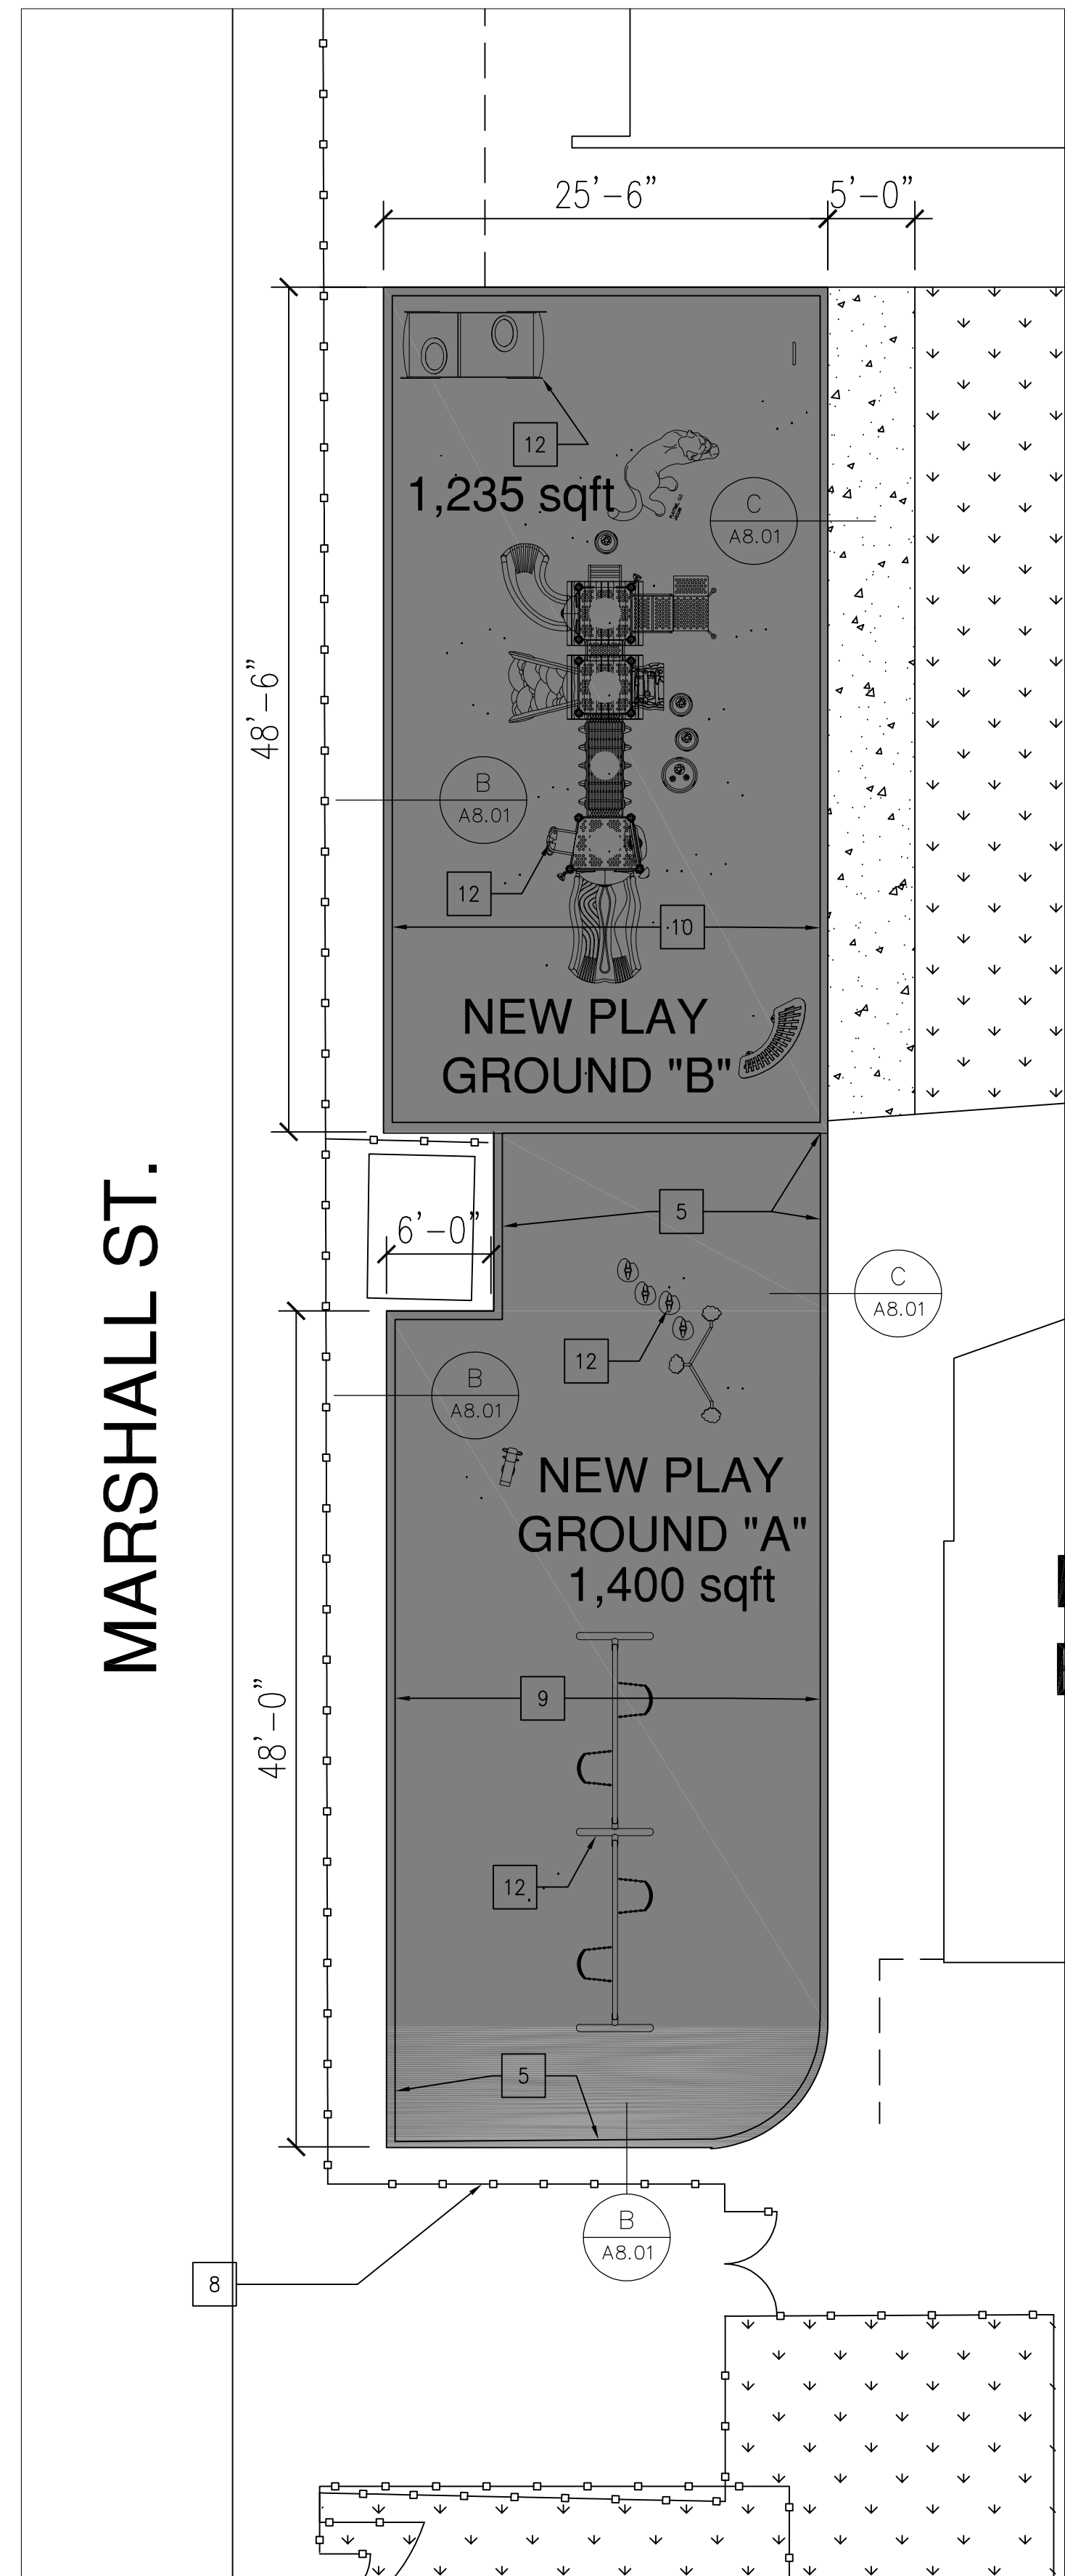 25'-6"
5'-0"
12
1,235 sqft
C
A8.01
48'-6"
B
A8.01
12
10
NEW PLAY
GROUND "B"
5
6'-0"
C
A8.01
12
B
A8.01
MARSHALL ST.
NEW PLAY
GROUND "A"
1,400 sqft
9
48'-0"
12
5
B
A8.01
8